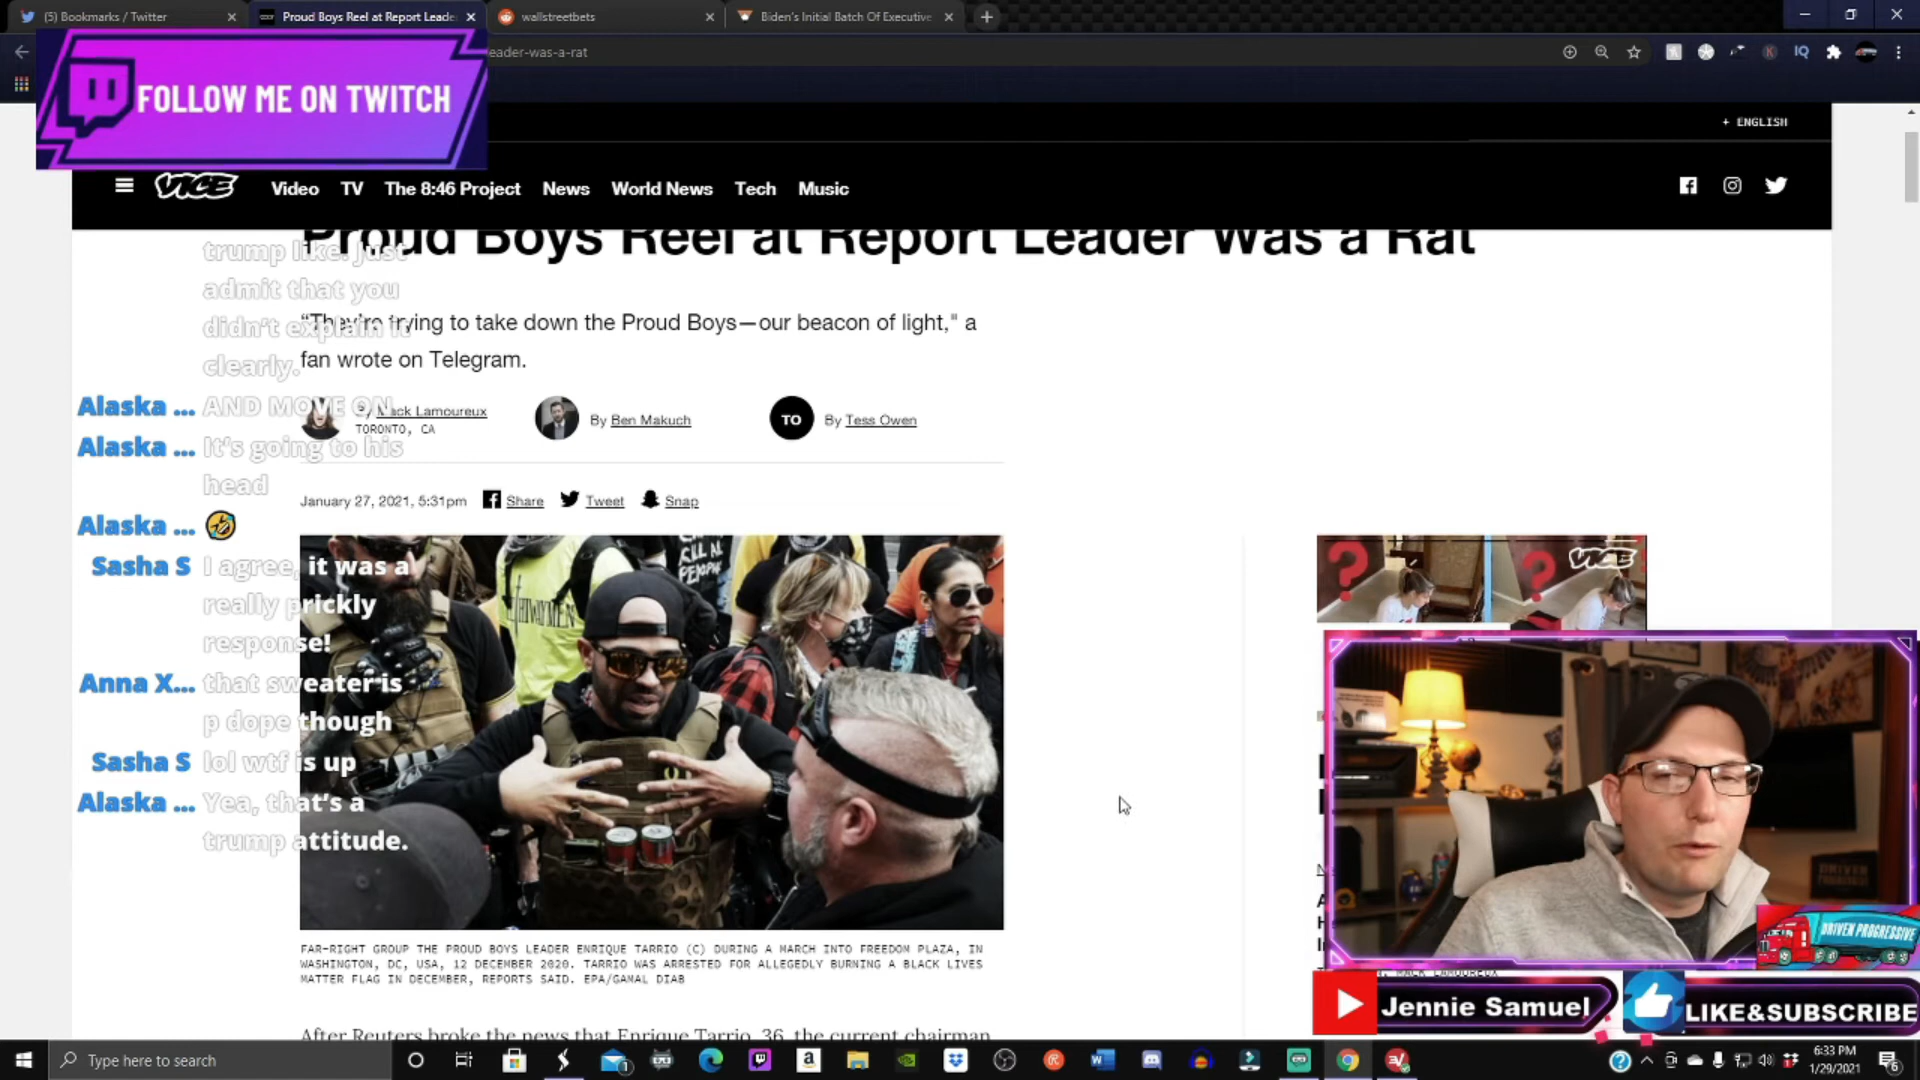 (5) Bookmarks / Twitter
Proud Boys Reel at Report Leade
wallstreetbets
Biden's Initial Batch Of Executive
eader-was-a-rat
FOLLOW ME ON TWITCH
+ ENGLISH
VICE
Video TV The 8:46 Project News World News Tech Music
Proud Boys Reel at Report Leader Was a Rat
"They're trying to take down the Proud Boys—our beacon of light," a
fan wrote on Telegram.
By Mack Lamoureux
TORONTO, CA
By Ben Makuch
TO
By Tess Owen
January 27, 2021, 5:31pm Share Tweet Snap
trump like. Just
admit that you
didn't explain it
clearly.
Alaska ... AND MOVE ON
Alaska ... It's going to his
head
Alaska ... 🤣
Sasha S I agree, it was a
really prickly
response!
Anna X... that sweater is
p dope though
Sasha S lol wtf is up
Alaska ... Yea, that's a
trump attitude.
VICE
FAR-RIGHT GROUP THE PROUD BOYS LEADER ENRIQUE TARRIO (C) DURING A MARCH INTO FREEDOM PLAZA, IN
WASHINGTON, DC, USA, 12 DECEMBER 2020. TARRIO WAS ARRESTED FOR ALLEGEDLY BURNING A BLACK LIVES
MATTER FLAG IN DECEMBER, REPORTS SAID. EPA/GAMAL DIAB
After Reuters broke the news that Enrique Tarrio, 36, the current chairman
DRIVEN PROGRESSIVE
Jennie Samuel
LIKE&SUBSCRIBE
Type here to search
6:33 PM
1/29/2021